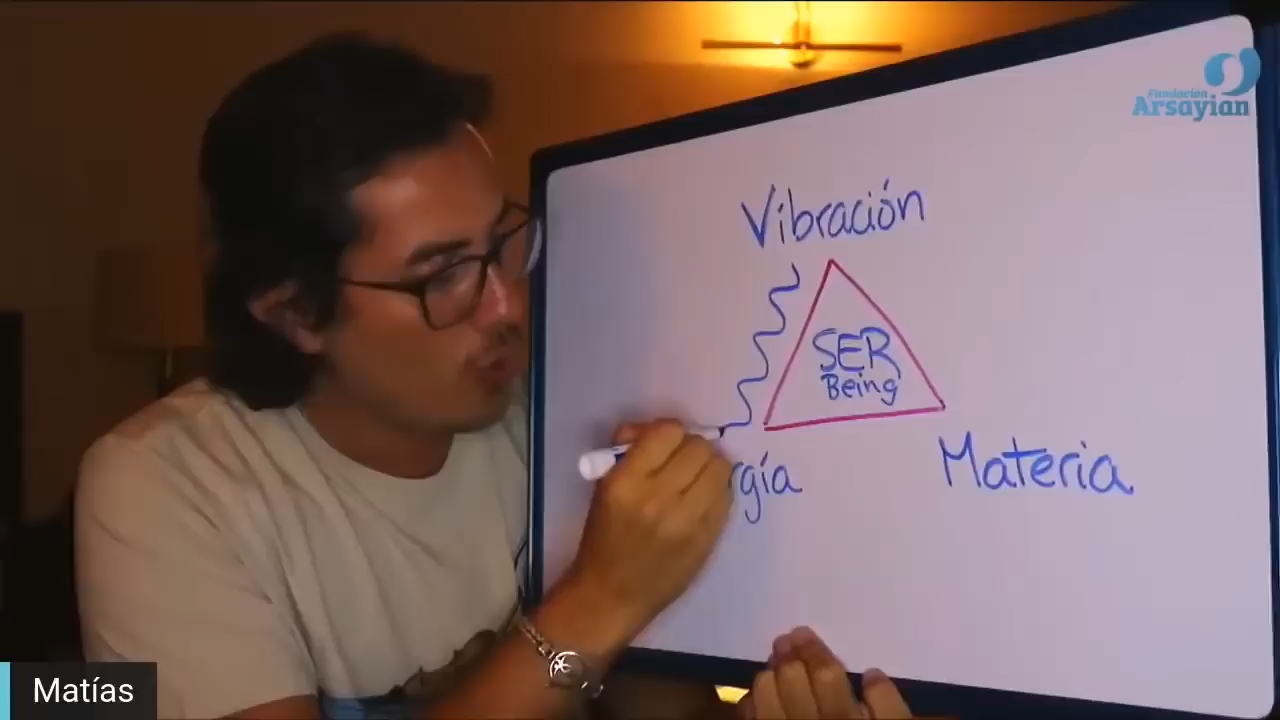 Fundación
Arsayian
Vibración
SER
Being
rgía
Materia
Matías